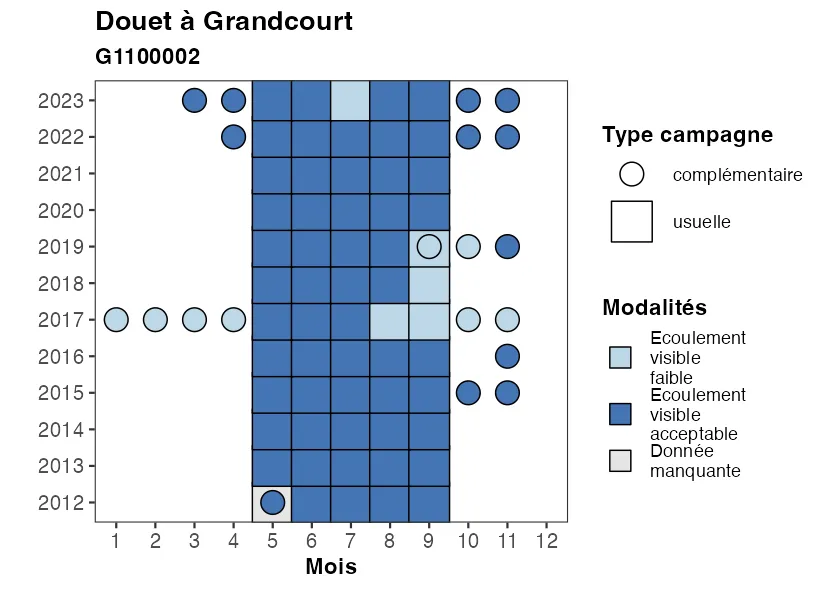 Douet à Grandcourt
G1100002
2023
2022
2021
2020
2019
2018
2017
2016
2015
2014
2013
2012
1 2 3 4 5 6 7 8 9 10 11 12
Mois
Type campagne
complémentaire
usuelle
Modalités
Ecoulement
visible
faible
Ecoulement
visible
acceptable
Donnée
manquante